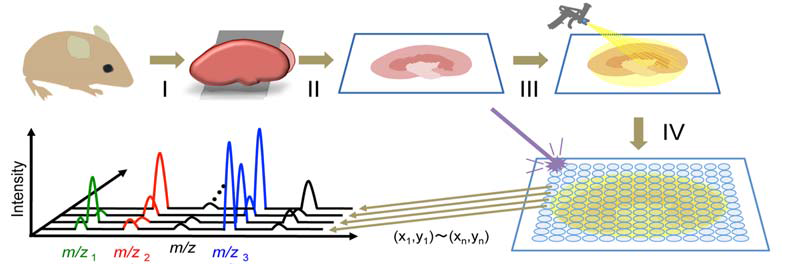 I
II
III
IV
Intensity
m/z 1
m/z 2
m/z
m/z 3
(x1,y1)~(xn,yn)